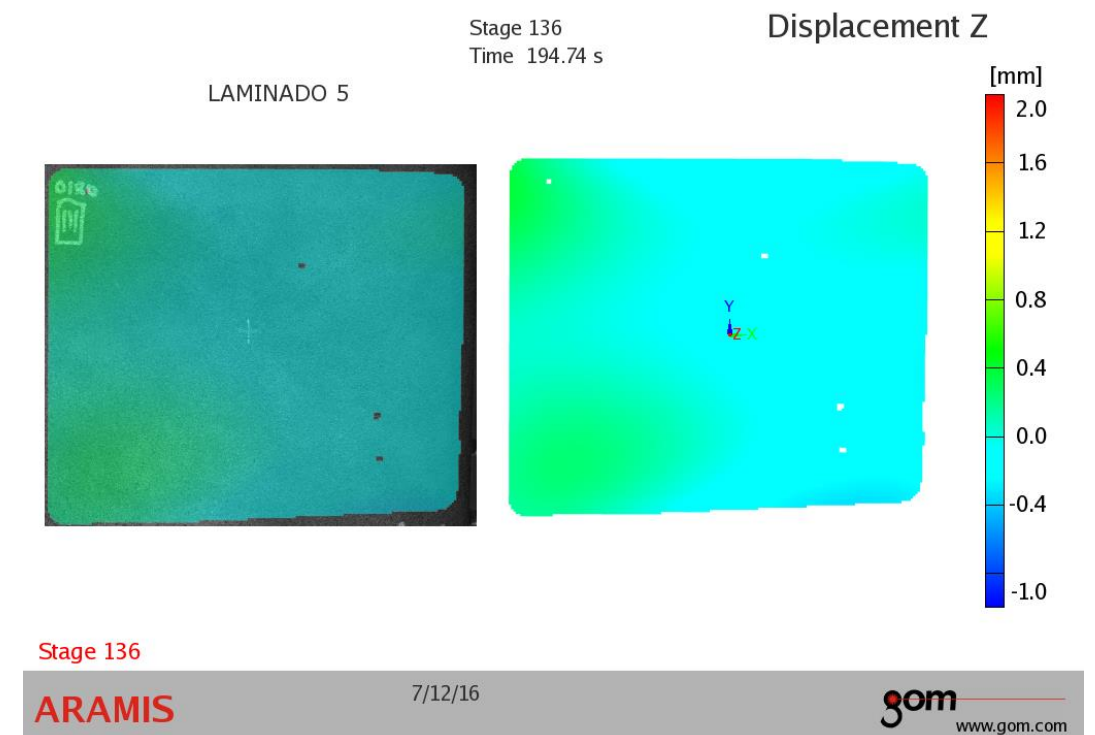 Stage 136
Time 194.74 s
Displacement Z
LAMINADO 5
[mm]
2.0
1.6
1.2
0.8
0.4
0.0
-0.4
-1.0
Y
Z X
Stage 136
ARAMIS
7/12/16
gom
www.gom.com